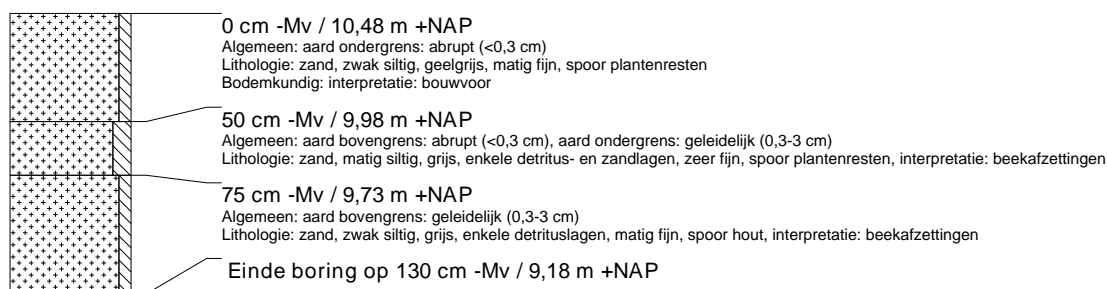 0 cm -Mv / 10,48 m +NAP
Algemeen: aard ondergrens: abrupt (<0,3 cm)
Lithologie: zand, zwak siltig, geelgrijs, matig fijn, spoor plantenresten
Bodemkundig: interpretatie: bouwvoor
50 cm -Mv / 9,98 m +NAP
Algemeen: aard bovengrens: abrupt (<0,3 cm), aard ondergrens: geleidelijk (0,3-3 cm)
Lithologie: zand, matig siltig, grijs, enkele detritus- en zandlagen, zeer fijn, spoor plantenresten, interpretatie: beekafzettingen
75 cm -Mv / 9,73 m +NAP
Algemeen: aard bovengrens: geleidelijk (0,3-3 cm)
Lithologie: zand, zwak siltig, grijs, enkele detrituslagen, matig fijn, spoor hout, interpretatie: beekafzettingen
Einde boring op 130 cm -Mv / 9,18 m +NAP